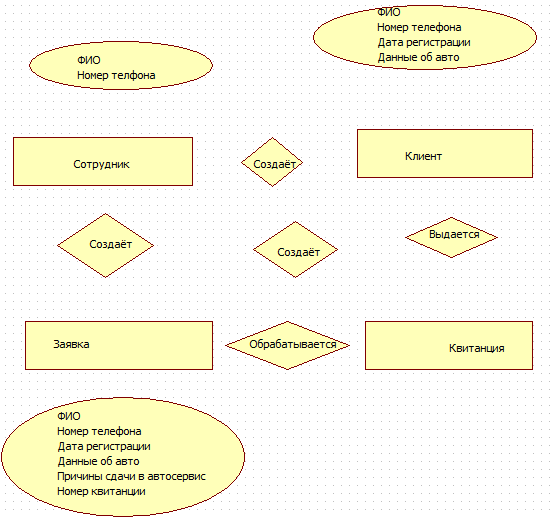 ФИО
Номер телфона
ФИО
Номер телефона
Дата регистрации
Данные об авто
Сотрудник
Создаёт
Клиент
Создаёт
Создаёт
Выдается
Заявка
Обрабатывается
Квитанция
ФИО
Номер телефона
Дата регистрации
Данные об авто
Причины сдачи в автосервис
Номер квитанции